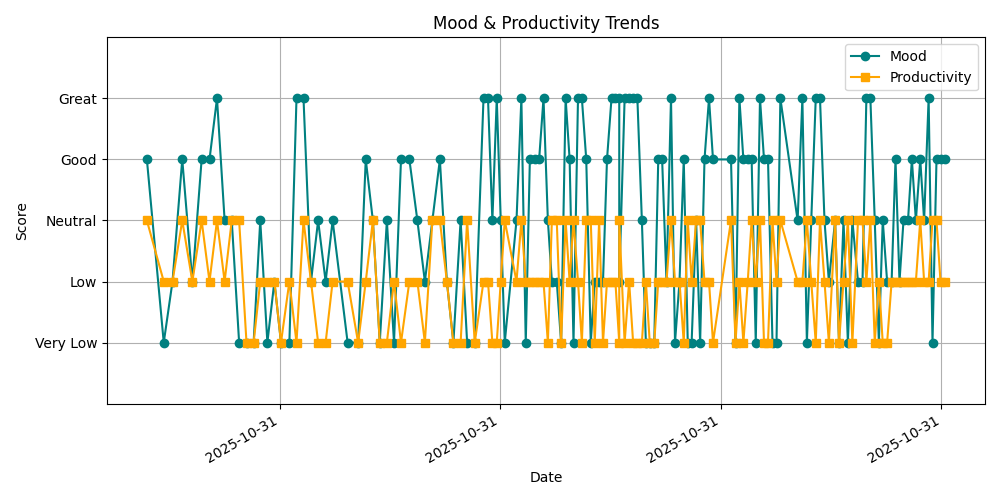 Mood & Productivity Trends
Mood
Productivity
Great
Good
Neutral
Low
Very Low
Score
2025-10-31
2025-10-31
2025-10-31
2025-10-31
Date